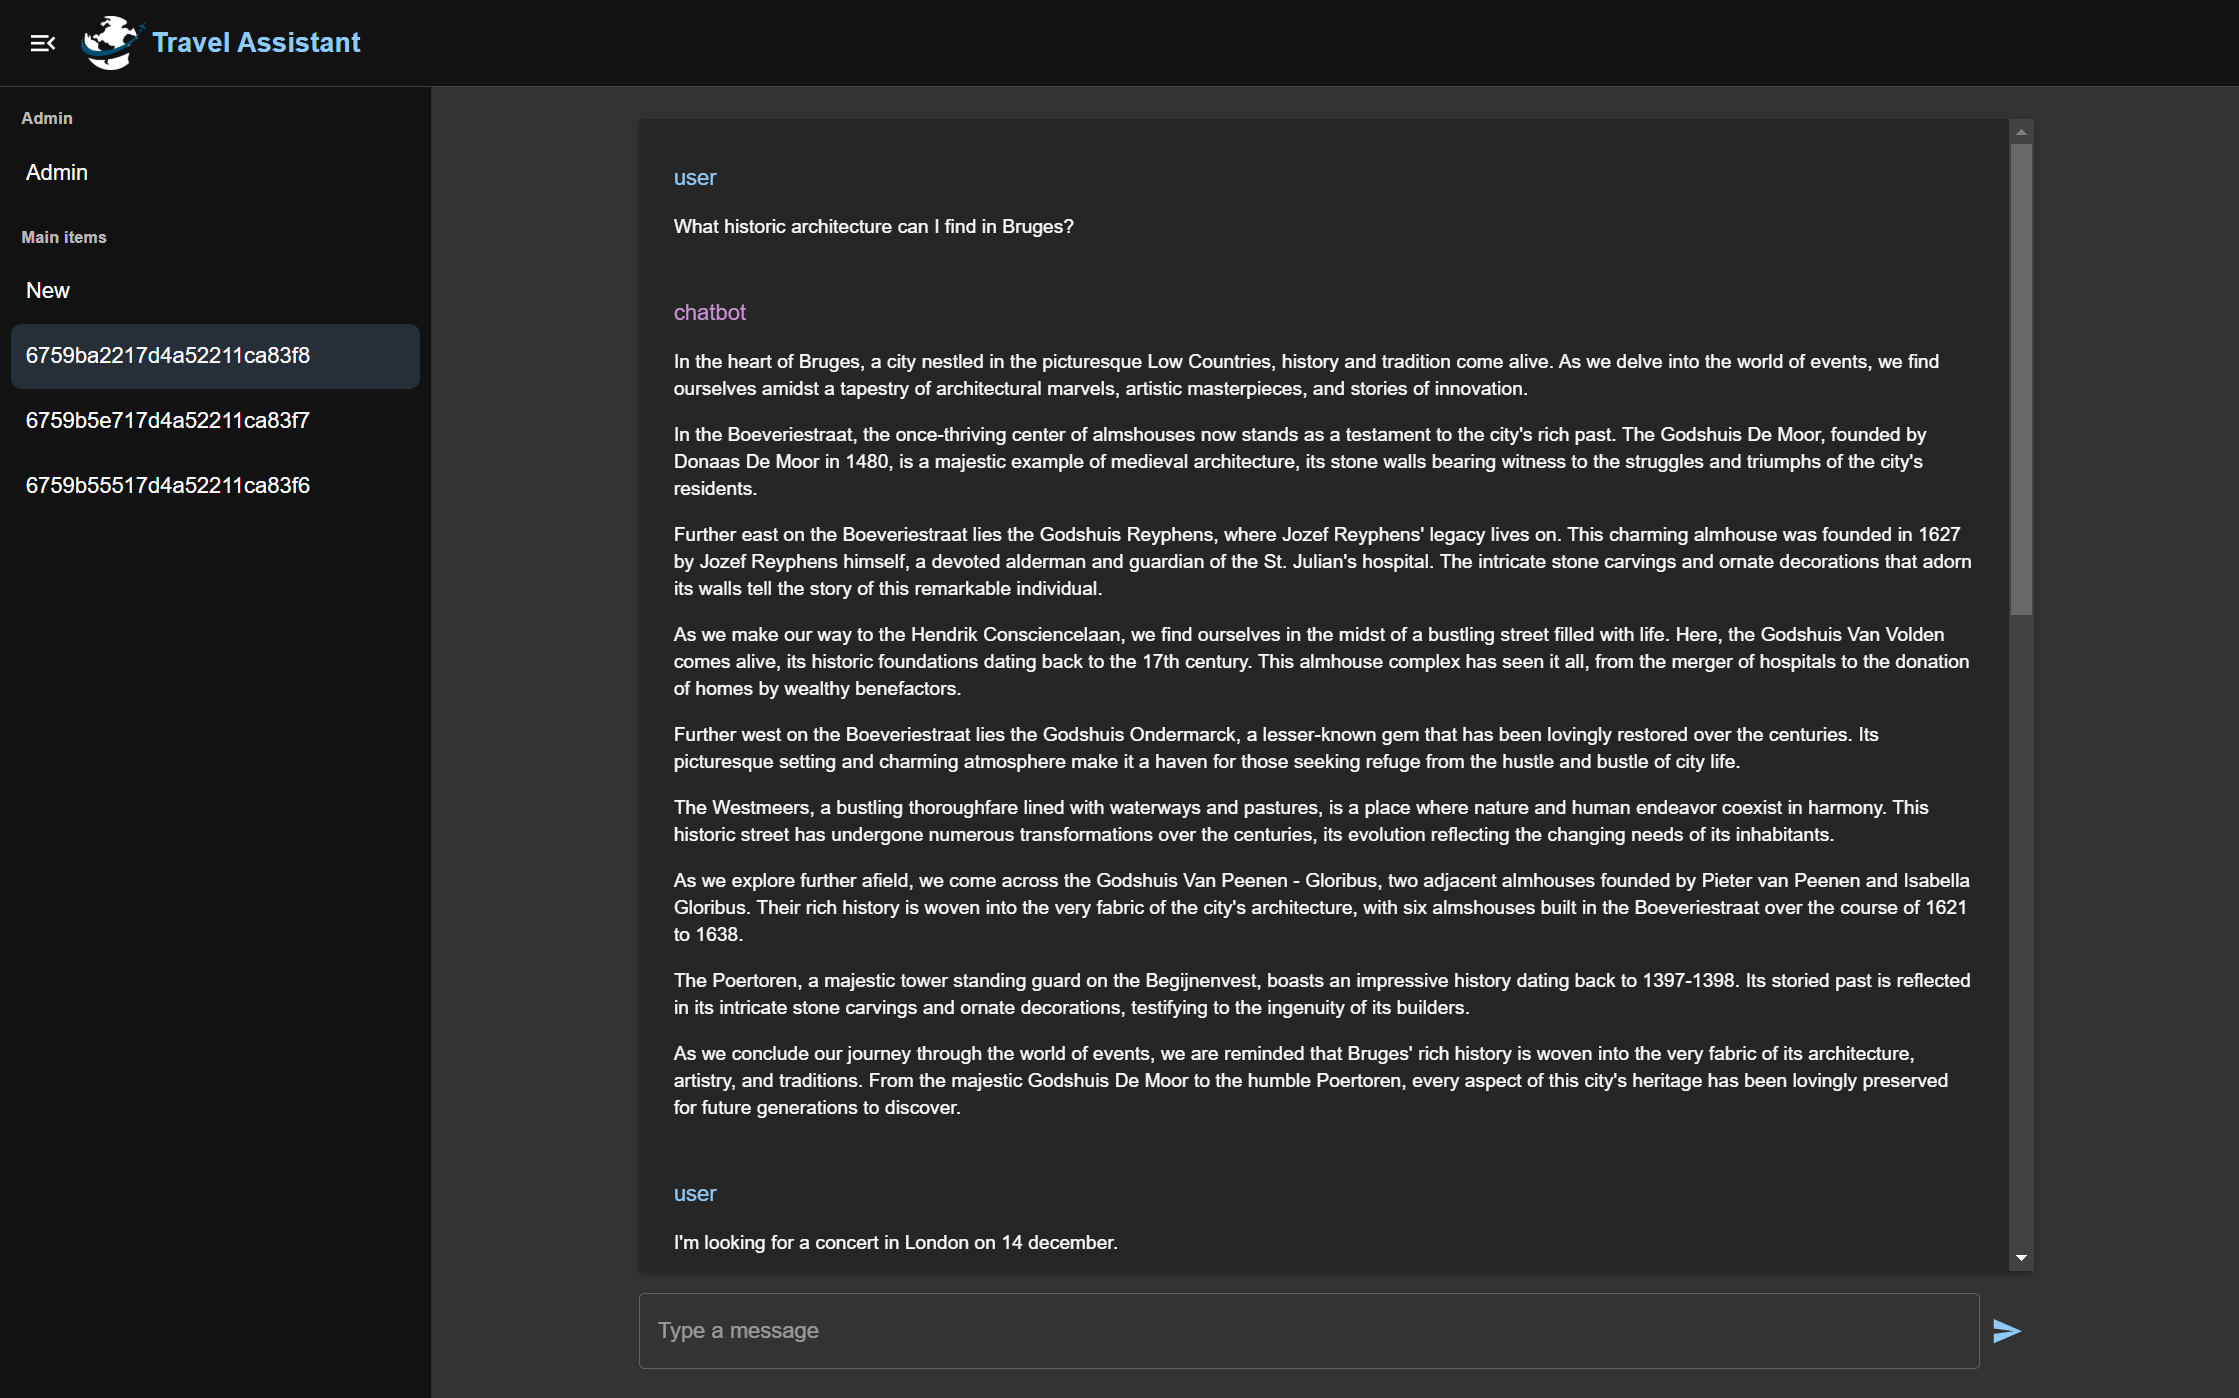 Travel Assistant
Admin
Admin
Main items
New
6759ba2217d4a52211ca83f8
6759b5e717d4a52211ca83f7
6759b55517d4a52211ca83f6
user
What historic architecture can I find in Bruges?
chatbot
In the heart of Bruges, a city nestled in the picturesque Low Countries, history and tradition come alive. As we delve into the world of events, we find
ourselves amidst a tapestry of architectural marvels, artistic masterpieces, and stories of innovation.
In the Boeveriestraat, the once-thriving center of almshouses now stands as a testament to the city's rich past. The Godshuis De Moor, founded by
Donaas De Moor in 1480, is a majestic example of medieval architecture, its stone walls bearing witness to the struggles and triumphs of the city's
residents.
Further east on the Boeveriestraat lies the Godshuis Reyphens, where Jozef Reyphens' legacy lives on. This charming almhouse was founded in 1627
by Jozef Reyphens himself, a devoted alderman and guardian of the St. Julian's hospital. The intricate stone carvings and ornate decorations that adorn
its walls tell the story of this remarkable individual.
As we make our way to the Hendrik Consciencelaan, we find ourselves in the midst of a bustling street filled with life. Here, the Godshuis Van Volden
comes alive, its historic foundations dating back to the 17th century. This almhouse complex has seen it all, from the merger of hospitals to the donation
of homes by wealthy benefactors.
Further west on the Boeveriestraat lies the Godshuis Ondermarck, a lesser-known gem that has been lovingly restored over the centuries. Its
picturesque setting and charming atmosphere make it a haven for those seeking refuge from the hustle and bustle of city life.
The Westmeers, a bustling thoroughfare lined with waterways and pastures, is a place where nature and human endeavor coexist in harmony. This
historic street has undergone numerous transformations over the centuries, its evolution reflecting the changing needs of its inhabitants.
As we explore further afield, we come across the Godshuis Van Peenen - Gloribus, two adjacent almhouses founded by Pieter van Peenen and Isabella
Gloribus. Their rich history is woven into the very fabric of the city's architecture, with six almshouses built in the Boeveriestraat over the course of 1621
to 1638.
The Poertoren, a majestic tower standing guard on the Begijnenvest, boasts an impressive history dating back to 1397-1398. Its storied past is reflected
in its intricate stone carvings and ornate decorations, testifying to the ingenuity of its builders.
As we conclude our journey through the world of events, we are reminded that Bruges' rich history is woven into the very fabric of its architecture,
artistry, and traditions. From the majestic Godshuis De Moor to the humble Poertoren, every aspect of this city's heritage has been lovingly preserved
for future generations to discover.
user
I'm looking for a concert in London on 14 december.
Type a message